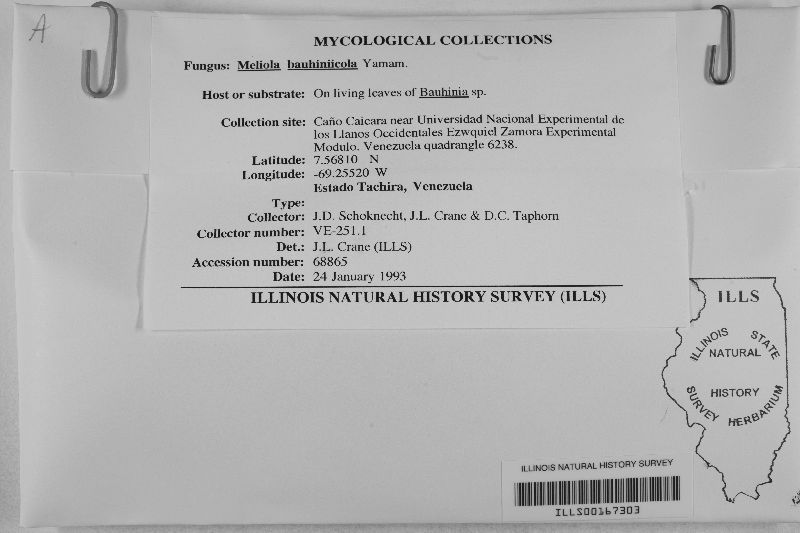 A
MYCOLOGICAL COLLECTIONS
Fungus: Meliola bauhiniicola Yamam.
Host or substrate: On living leaves of Bauhinia sp.
Collection site: Caño Caicara near Universidad Nacional Experimental de
los Llanos Occidentales Ezwquiel Zamora Experimental
Modulo. Venezuela quadrangle 6238.
Latitude: 7.56810 N
Longitude: -69.25520 W
Estado Tachira, Venezuela
Type:
Collector: J.D. Schoknecht, J.L. Crane & D.C. Taphorn
Collector number: VE-251.1
Det.: J.L. Crane (ILLS)
Accession number: 68865
Date: 24 January 1993
ILLINOIS NATURAL HISTORY SURVEY (ILLS)
ILLS
ILLINOIS STATE
NATURAL
HISTORY
SURVEY HERBARIUM
ILLINOIS NATURAL HISTORY SURVEY
ILLS00167303